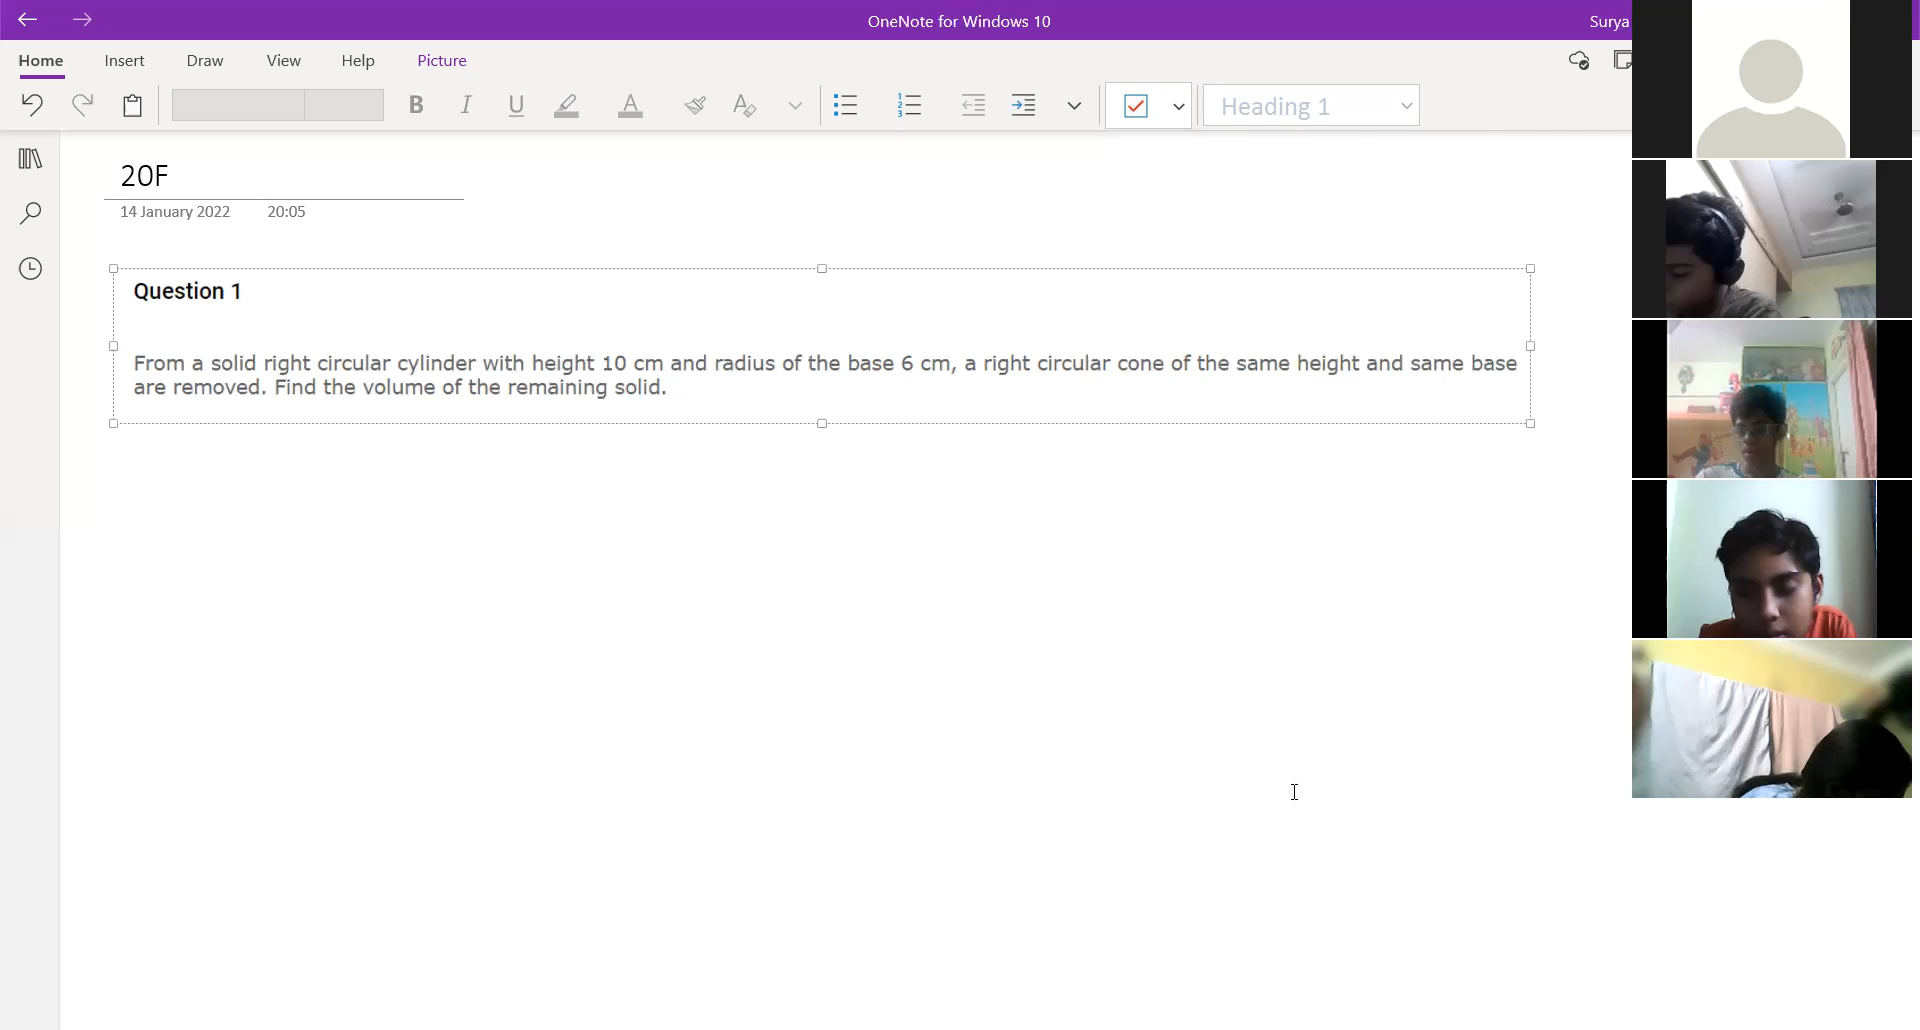 OneNote for Windows 10
Surya
Home Insert Draw View Help Picture
B I U A A Heading 1
20F
14 January 2022 20:05
Question 1
From a solid right circular cylinder with height 10 cm and radius of the base 6 cm, a right circular cone of the same height and same base
are removed. Find the volume of the remaining solid.